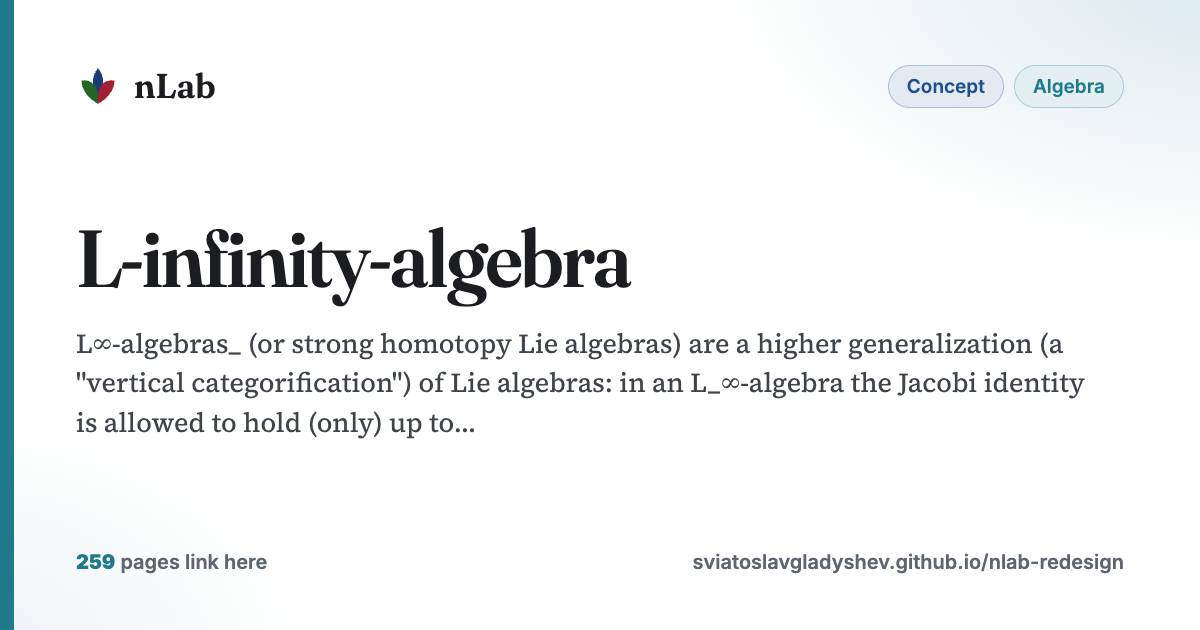 nLab
Concept
Algebra
L-infinity-algebra
L∞-algebras_ (or strong homotopy Lie algebras) are a higher generalization (a
"vertical categorification") of Lie algebras: in an L_∞-algebra the Jacobi identity
is allowed to hold (only) up to...
259 pages link here
sviatoslavgladyshev.github.io/nlab-redesign